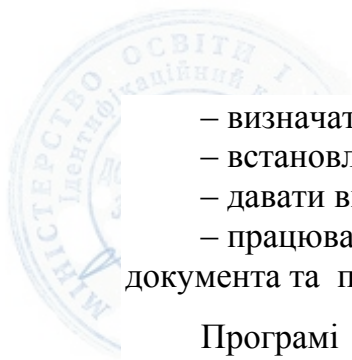 МІНІСТЕРСТВО ОСВІТИ І
– визначат
– встановл
– давати в
– працюва
документа та п
Програмі